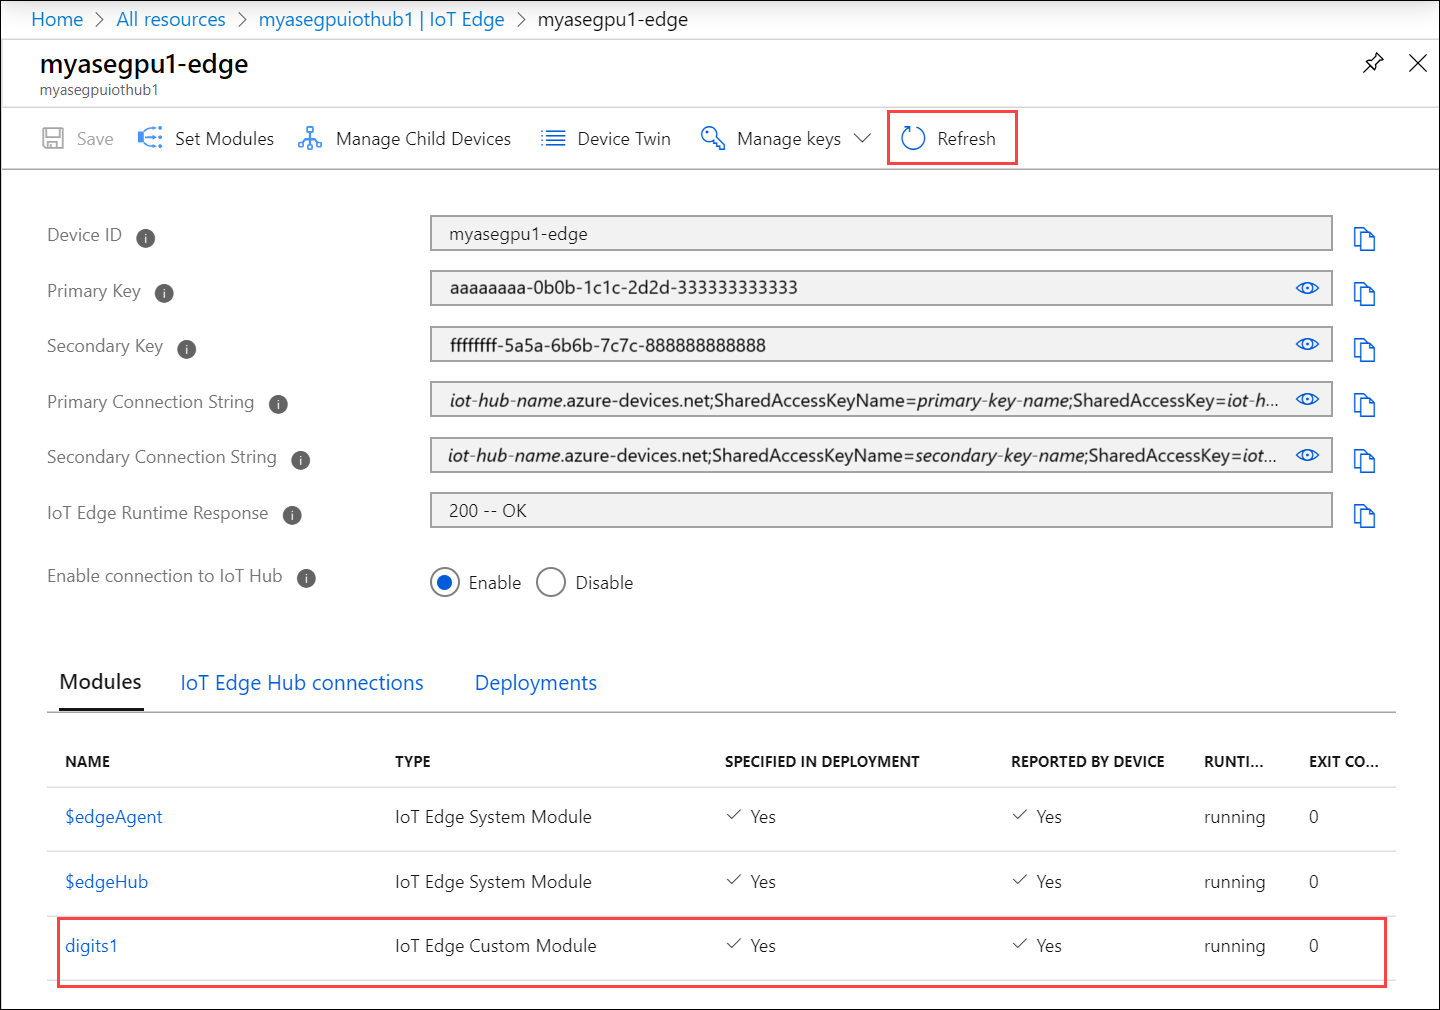 Home > All resources > myasegpuiothub1 | IoT Edge > myasegpu1-edge
myasegpu1-edge
myasegpuiothub1
Save Set Modules Manage Child Devices Device Twin Manage keys Refresh
Device ID myasegpu1-edge
Primary Key aaaaaaaa-0b0b-1c1c-2d2d-333333333333
Secondary Key ffffffff-5a5a-6b6b-7c7c-888888888888
Primary Connection String iot-hub-name.azure-devices.net;SharedAccessKeyName=primary-key-name;SharedAccessKey=iot-h...
Secondary Connection String iot-hub-name.azure-devices.net;SharedAccessKeyName=secondary-key-name;SharedAccessKey=iot...
IoT Edge Runtime Response 200 -- OK
Enable connection to IoT Hub Enable Disable
Modules IoT Edge Hub connections Deployments
NAME TYPE SPECIFIED IN DEPLOYMENT REPORTED BY DEVICE RUNTI... EXIT CO...
$edgeAgent IoT Edge System Module Yes Yes running 0
$edgeHub IoT Edge System Module Yes Yes running 0
digits1 IoT Edge Custom Module Yes Yes running 0